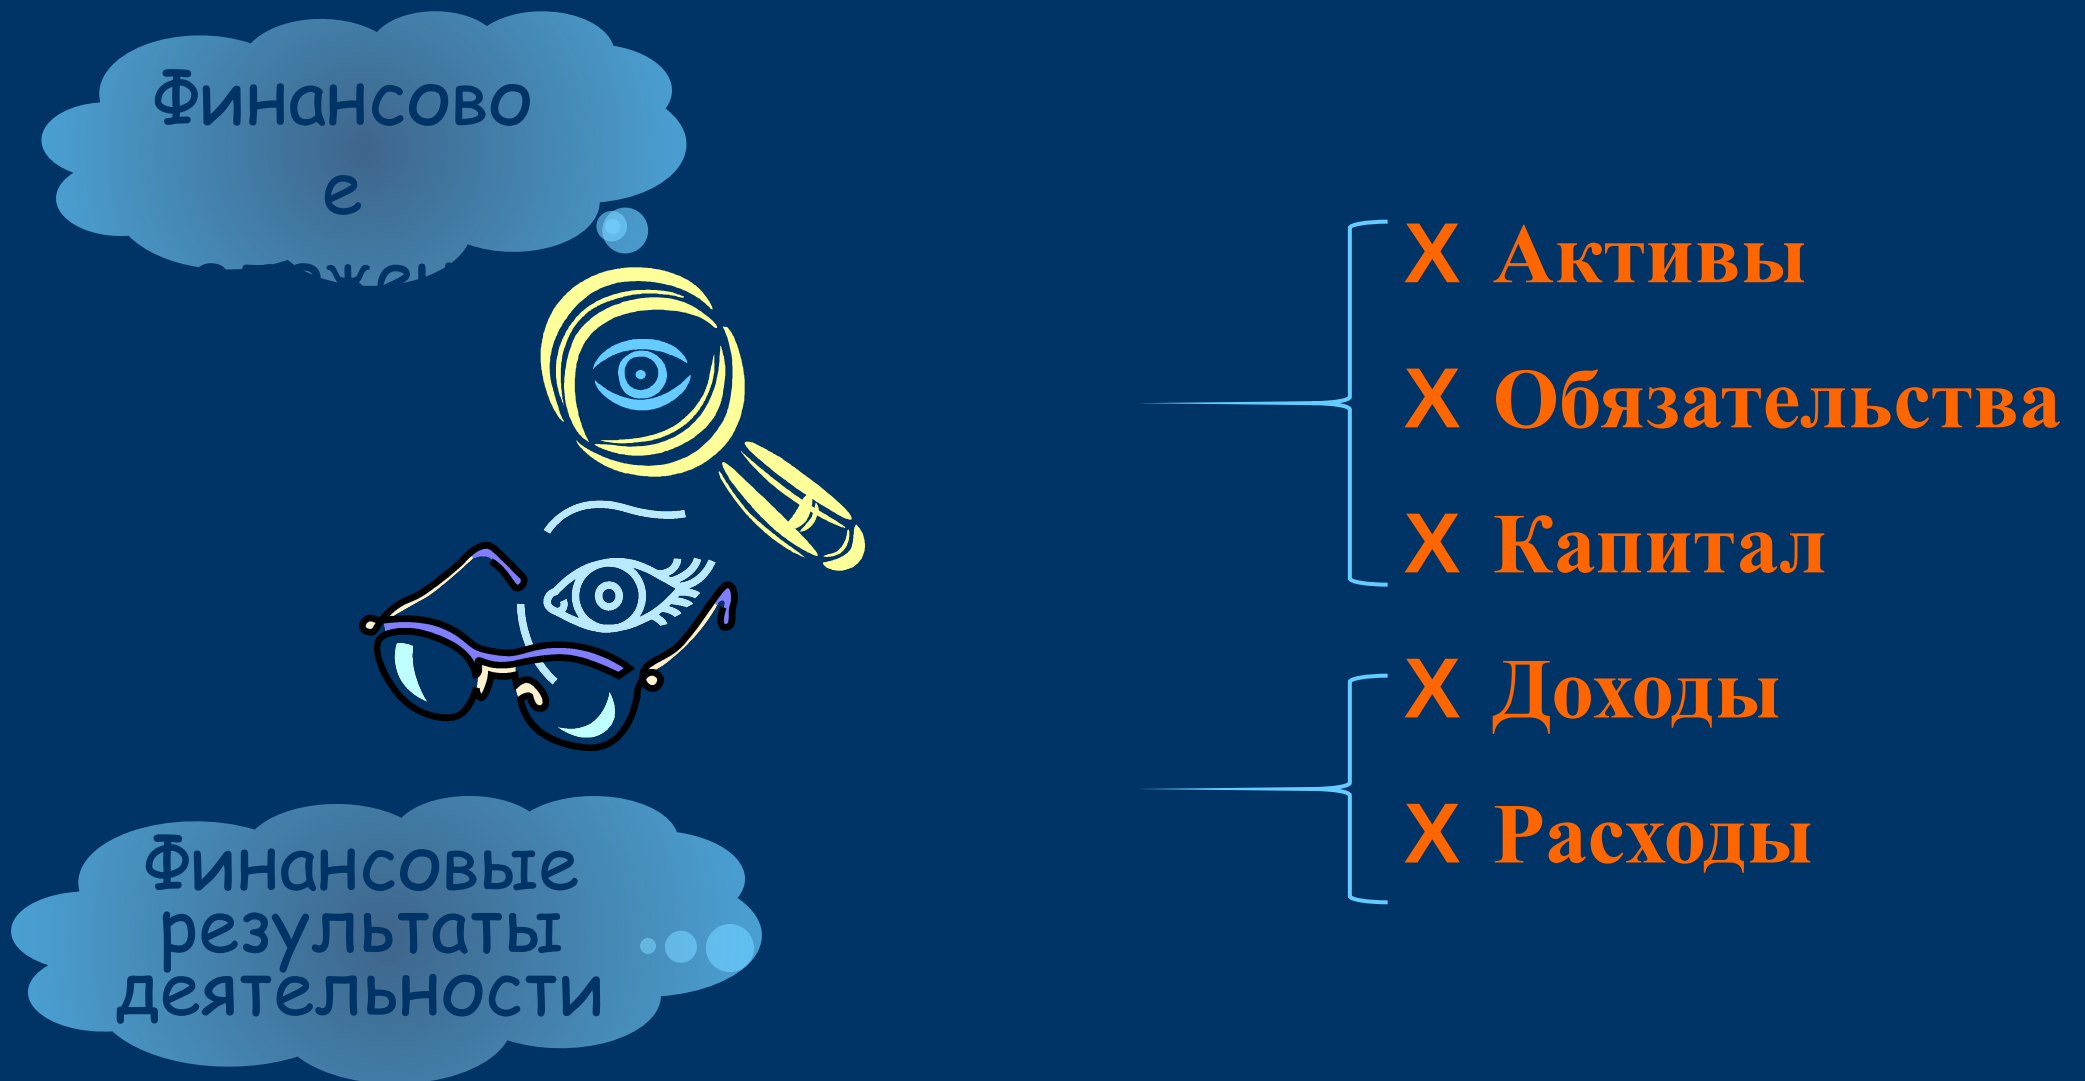 Финансово
е
Х Активы
Х Обязательства
Х Капитал
Х Доходы
Х Расходы
Финансовые
результаты
деятельности